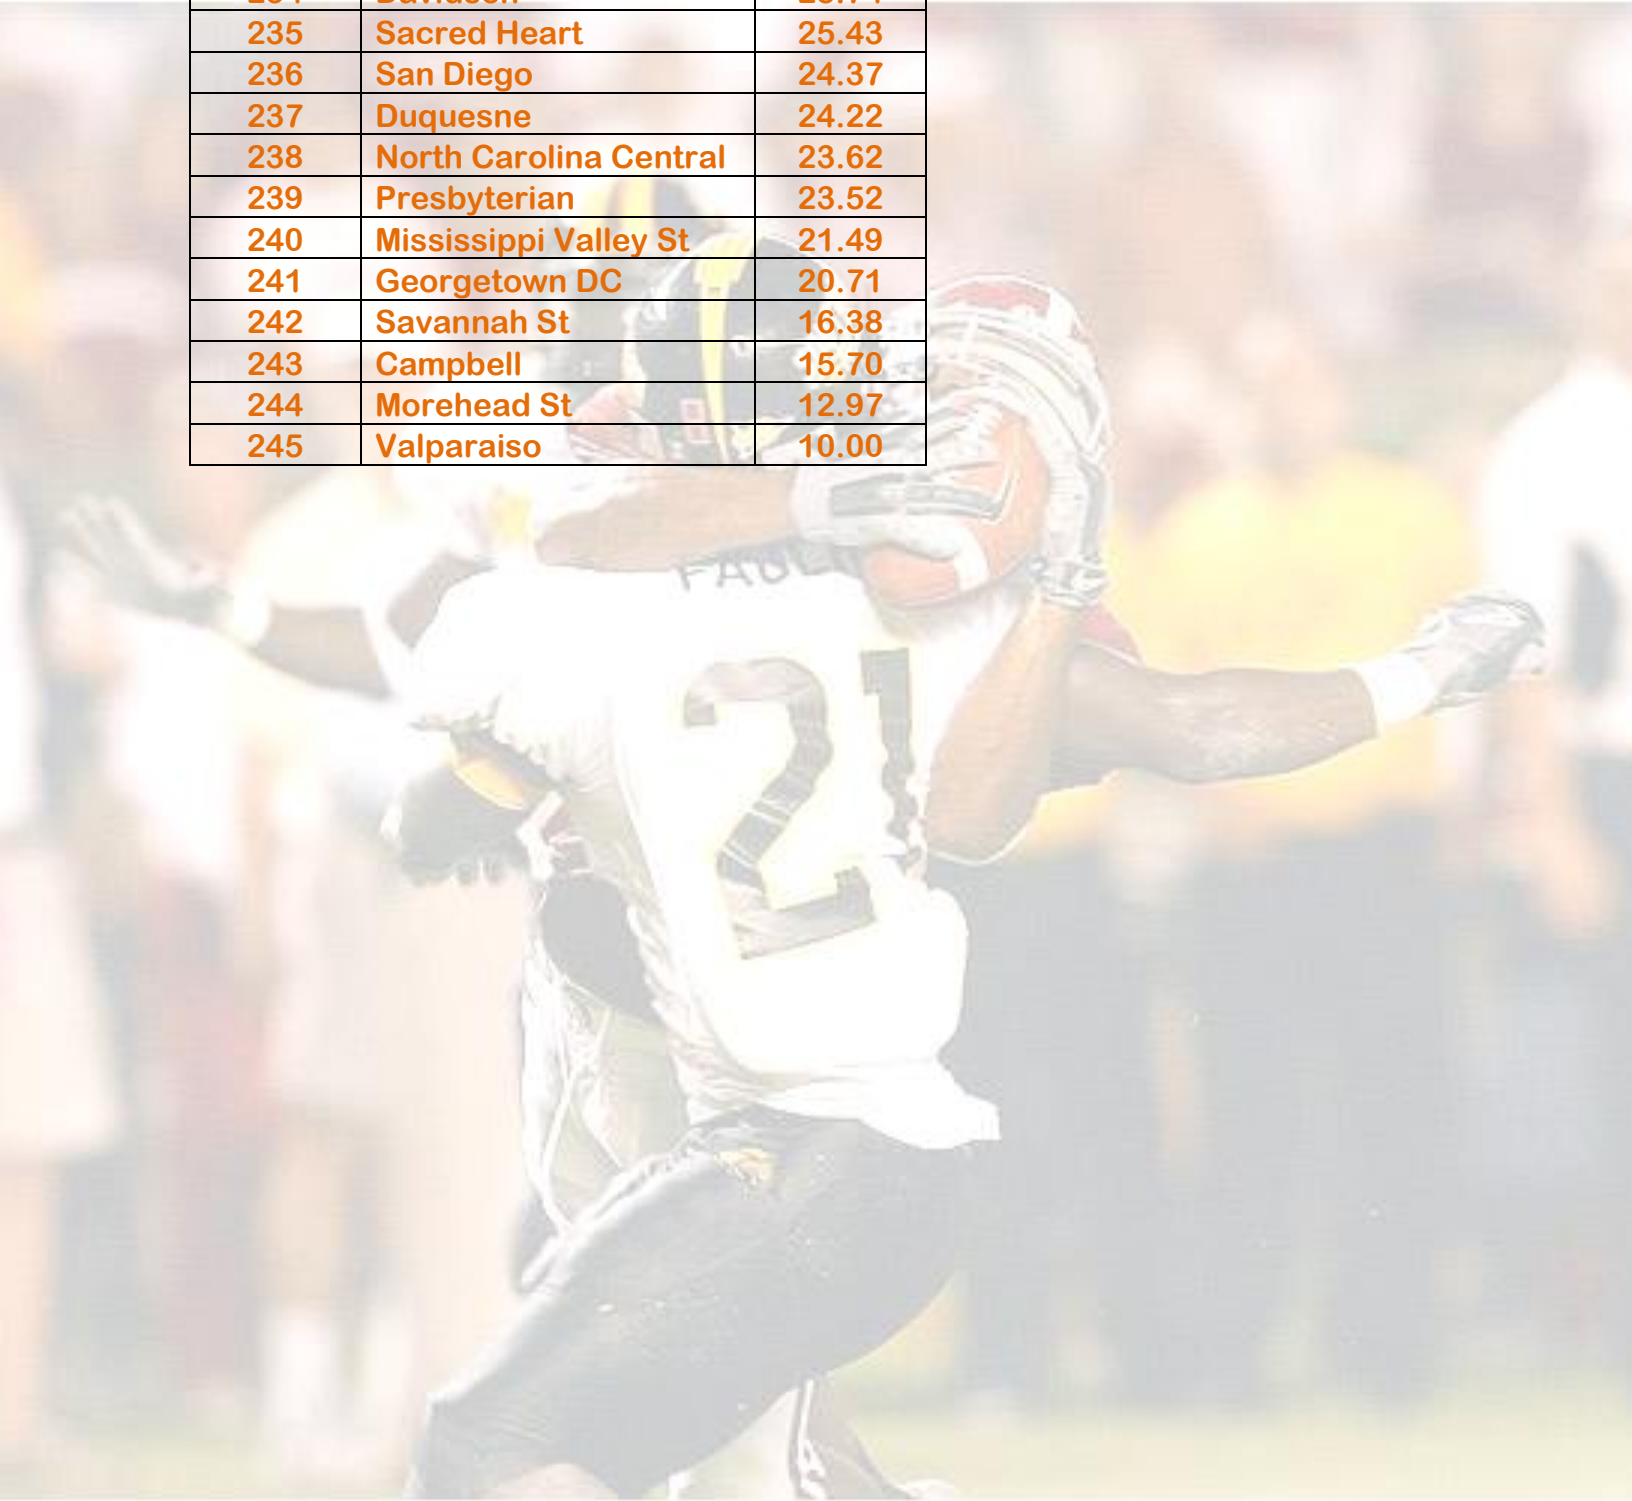 235 Sacred Heart 25.43
236 San Diego 24.37
237 Duquesne 24.22
238 North Carolina Central 23.62
239 Presbyterian 23.52
240 Mississippi Valley St 21.49
241 Georgetown DC 20.71
242 Savannah St 16.38
243 Campbell 15.70
244 Morehead St 12.97
245 Valparaiso 10.00
21